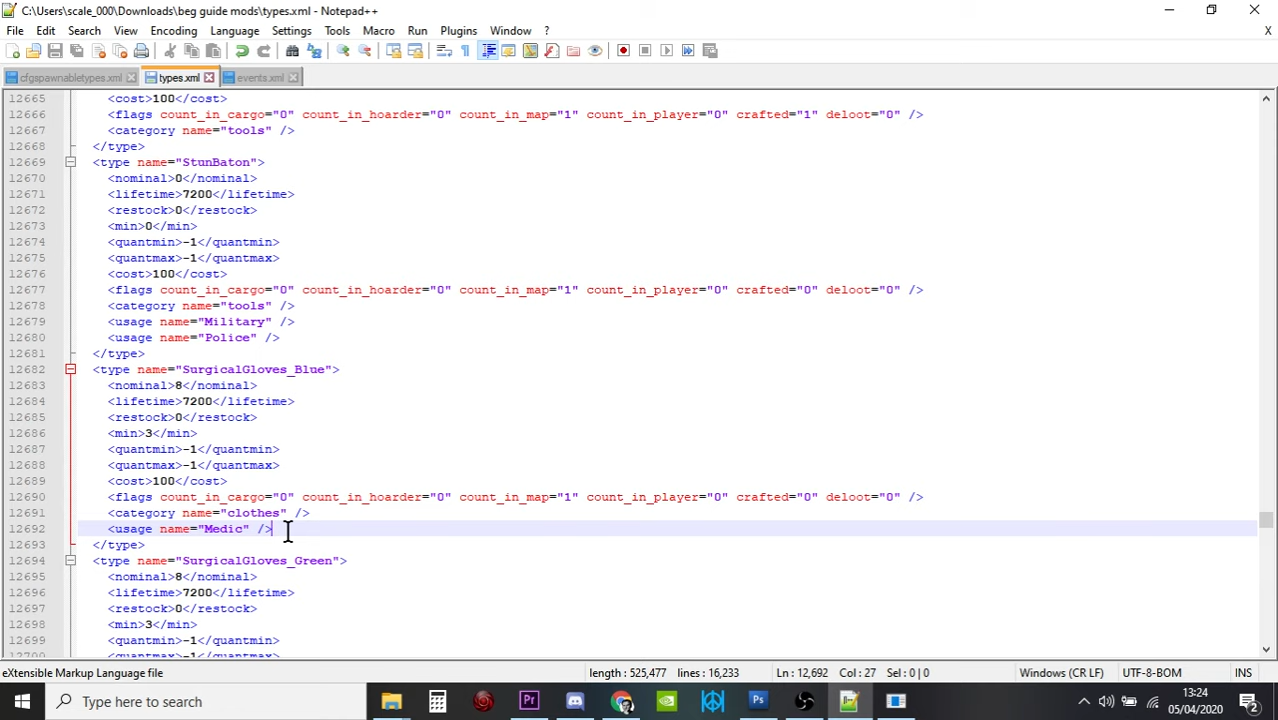 C:\Users\scale_000\Downloads\beg guide mods\types.xml - Notepad++
File Edit Search View Encoding Language Settings Tools Macro Run Plugins Window ? X
cfgspawnabletypes.xml types.xml events.xml
12665 <cost>100</cost>
12666 <flags count_in_cargo="0" count_in_hoarder="0" count_in_map="1" count_in_player="0" crafted="1" deloot="0" />
12667 <category name="tools" />
12668 </type>
12669 <type name="StunBaton">
12670 <nominal>0</nominal>
12671 <lifetime>7200</lifetime>
12672 <restock>0</restock>
12673 <min>0</min>
12674 <quantmin>-1</quantmin>
12675 <quantmax>-1</quantmax>
12676 <cost>100</cost>
12677 <flags count_in_cargo="0" count_in_hoarder="0" count_in_map="1" count_in_player="0" crafted="0" deloot="0" />
12678 <category name="tools" />
12679 <usage name="Military" />
12680 <usage name="Police" />
12681 </type>
12682 <type name="SurgicalGloves_Blue">
12683 <nominal>8</nominal>
12684 <lifetime>7200</lifetime>
12685 <restock>0</restock>
12686 <min>3</min>
12687 <quantmin>-1</quantmin>
12688 <quantmax>-1</quantmax>
12689 <cost>100</cost>
12690 <flags count_in_cargo="0" count_in_hoarder="0" count_in_map="1" count_in_player="0" crafted="0" deloot="0" />
12691 <category name="clothes" />
12692 <usage name="Medic" />
12693 </type>
12694 <type name="SurgicalGloves_Green">
12695 <nominal>8</nominal>
12696 <lifetime>7200</lifetime>
12697 <restock>0</restock>
12698 <min>3</min>
12699 <quantmin>-1</quantmin>
12700 <quantmax>-1</quantmax>
eXtensible Markup Language file length : 525,477 lines : 16,233 Ln : 12,692 Col : 27 Sel : 0 | 0 Windows (CR LF) UTF-8-BOM INS
Type here to search
13:24
05/04/2020
2